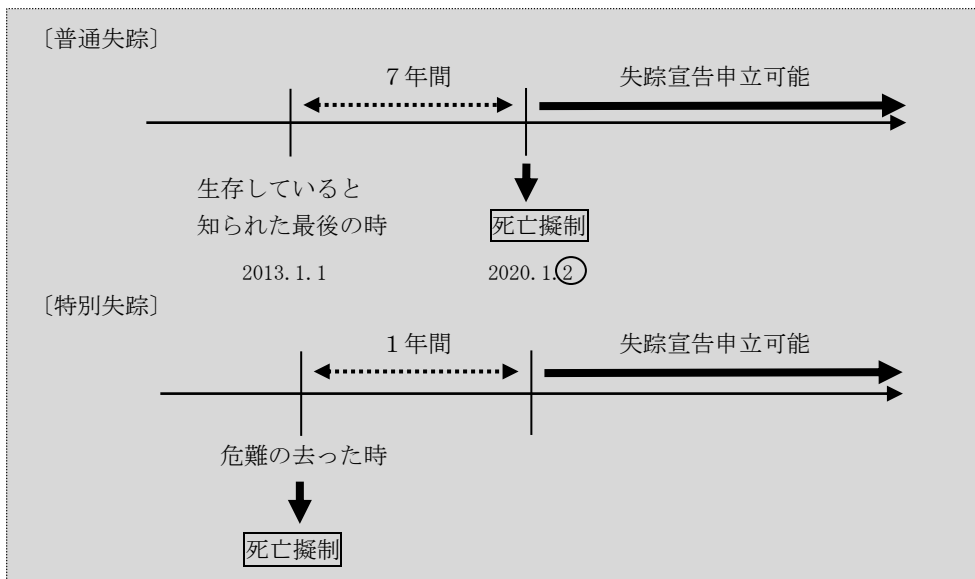 〔普通失踪〕
７年間
失踪宣告申立可能
生存していると
知られた最後の時
死亡擬制
2013.1.1
2020.1.2
〔特別失踪〕
１年間
失踪宣告申立可能
危難の去った時
死亡擬制